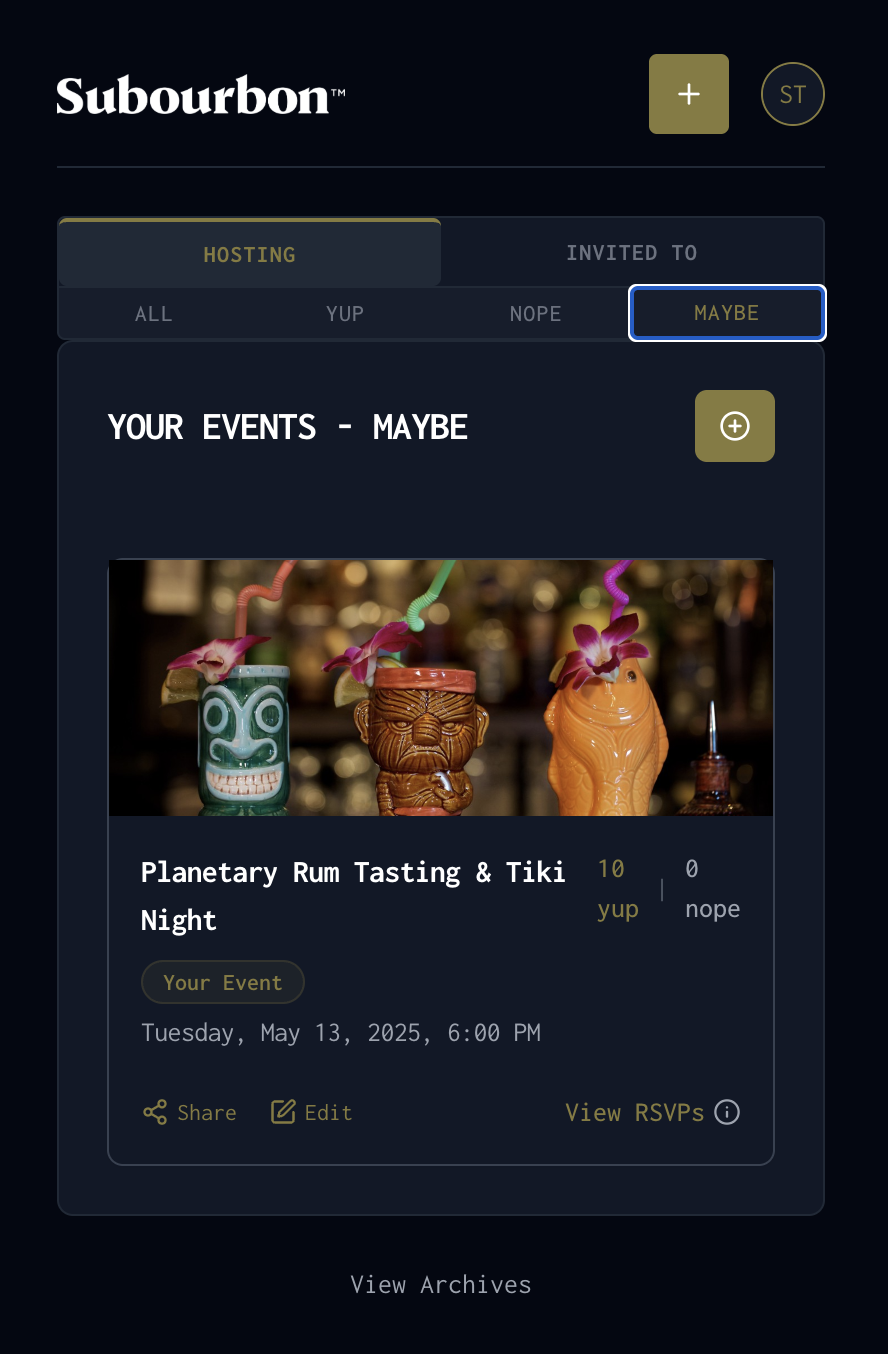 Subourbon™
+
ST
HOSTING
INVITED TO
ALL
YUP
NOPE
MAYBE
YOUR EVENTS - MAYBE
Planetary Rum Tasting & Tiki
Night
10
yup
0
nope
Your Event
Tuesday, May 13, 2025, 6:00 PM
Share
Edit
View RSVPs
View Archives